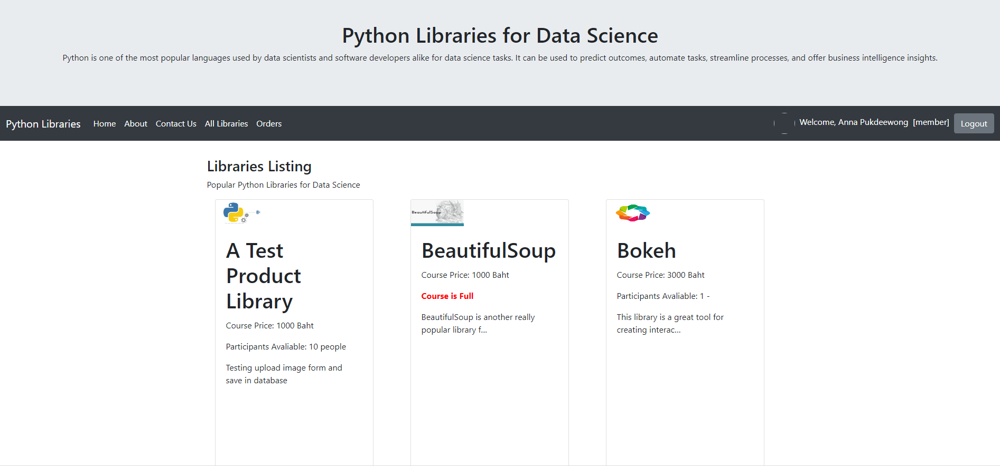 Python Libraries for Data Science
Python is one of the most popular languages used by data scientists and software developers alike for data science tasks. It can be used to predict outcomes, automate tasks, streamline processes, and offer business intelligence insights.
Python Libraries Home About Contact Us All Libraries Orders Welcome, Anna Pukdeewong [member] Logout
Libraries Listing
Popular Python Libraries for Data Science
A Test
Product
Library
Course Price: 1000 Baht
Participants Avaliable: 10 people
Testing upload image form and
save in database
BeautifulSoup
BeautifulSoup
Course Price: 1000 Baht
Course is Full
BeautifulSoup is another really
popular library f...
Bokeh
Course Price: 3000 Baht
Participants Avaliable: 1 -
This library is a great tool for
creating interac...